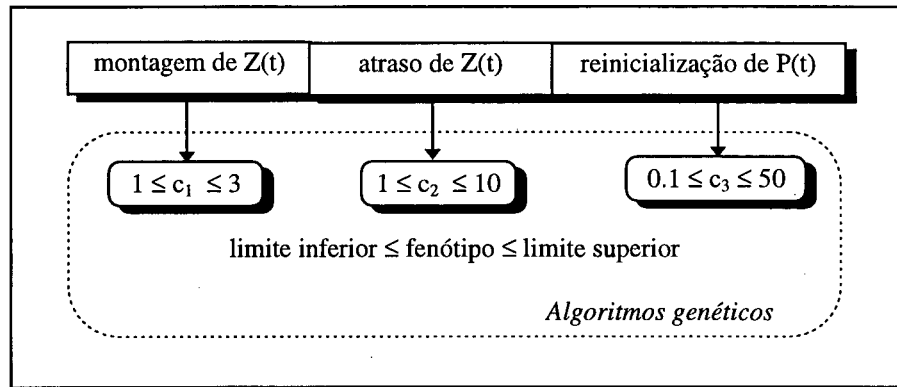 montagem de Z(t) atraso de Z(t) reinicialização de P(t)
1 ≤ c₁ ≤ 3 1 ≤ c₂ ≤ 10 0.1 ≤ c₃ ≤ 50
limite inferior ≤ fenótipo ≤ limite superior
Algoritmos genéticos